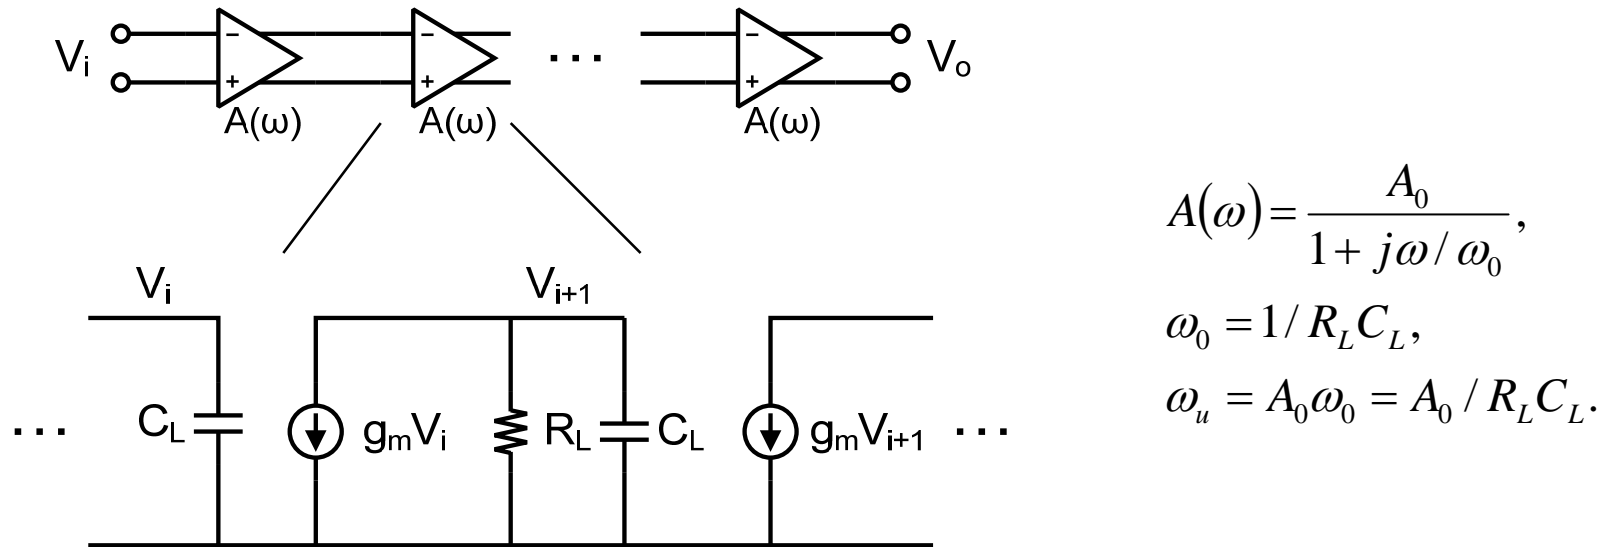 Vi Vo
− + − + − +
A(ω) A(ω) A(ω)
⋯
A(ω) = A0 / (1 + jω / ω0),
ω0 = 1 / RLCL,
ωu = A0ω0 = A0 / RLCL.
Vi Vi+1
⋯ CL gmVi RL CL gmVi+1 ⋯